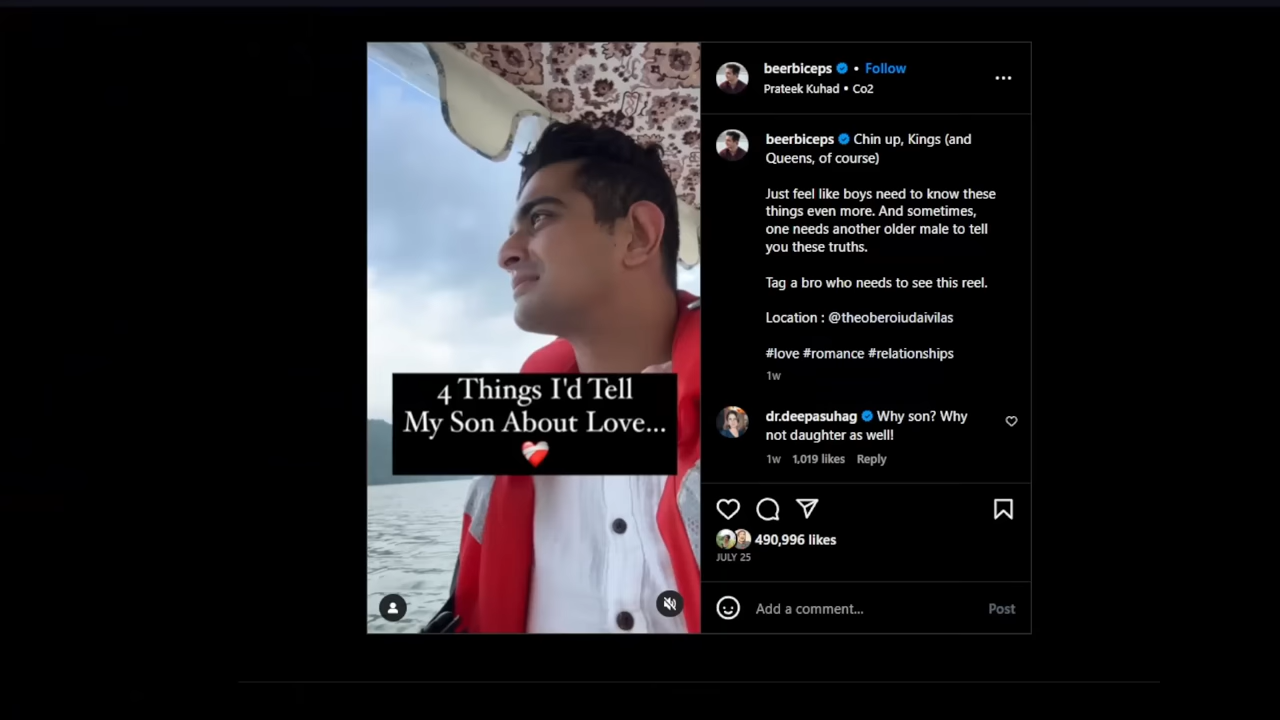 beerbiceps • Follow
Prateek Kuhad • Co2
beerbiceps Chin up, Kings (and
Queens, of course)
Just feel like boys need to know these
things even more. And sometimes,
one needs another older male to tell
you these truths.
Tag a bro who needs to see this reel.
Location : @theoberoiudaivilas
#love #romance #relationships
1w
dr.deepasuhag Why son? Why
not daughter as well!
1w 1,019 likes Reply
490,996 likes
JULY 25
Add a comment... Post
4 Things I'd Tell
My Son About Love...